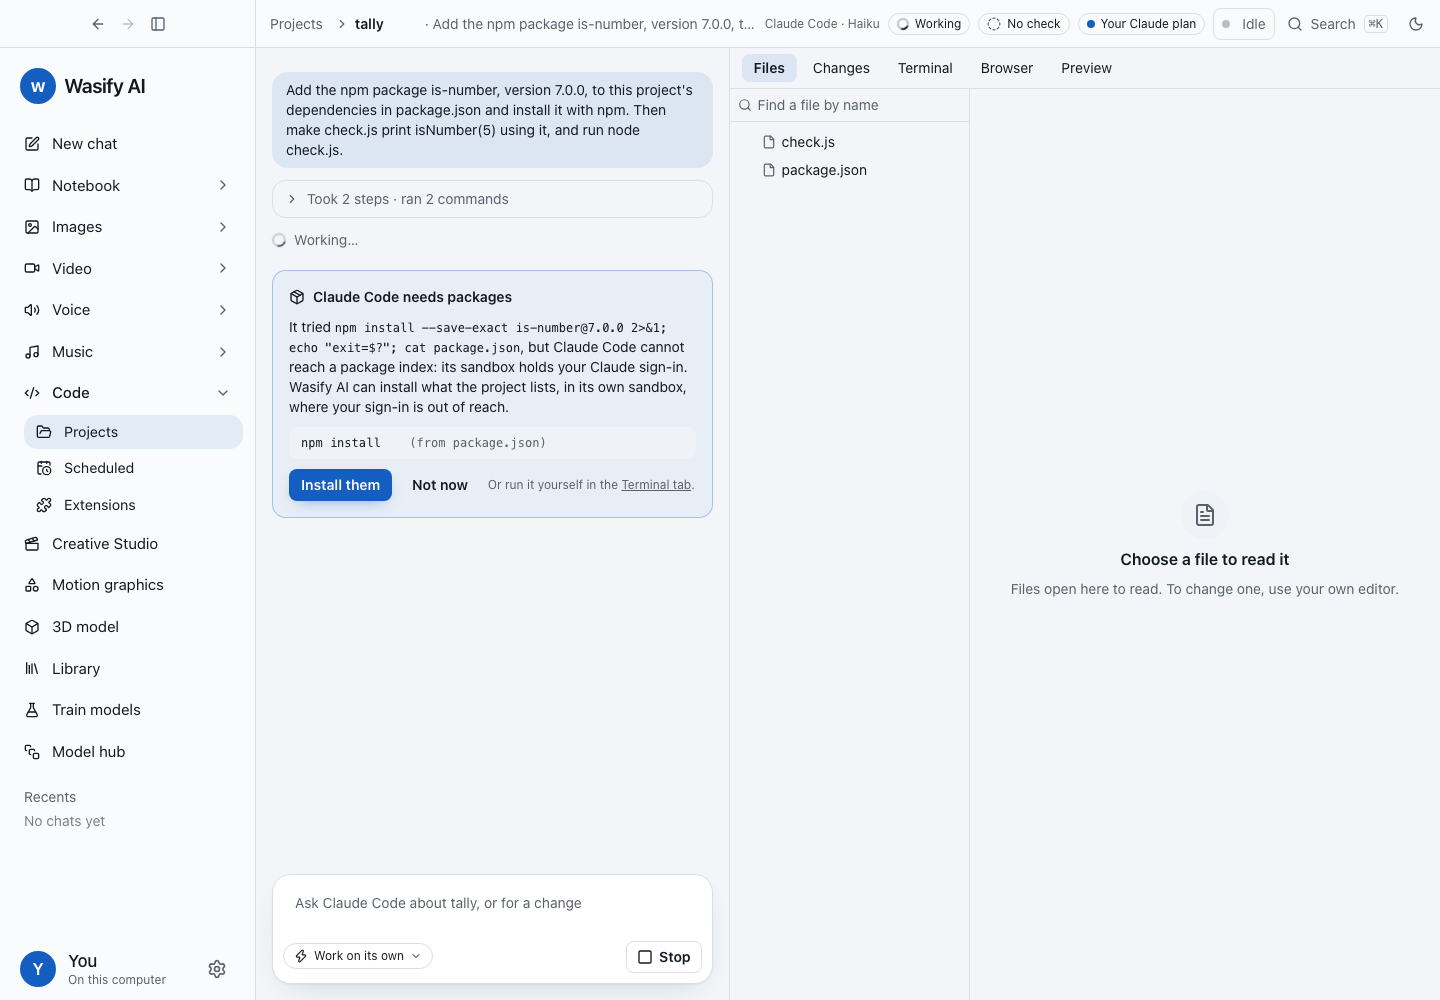 Projects > tally · Add the npm package is-number, version 7.0.0, t... Claude Code · Haiku Working No check Your Claude plan Idle Search ⌘K
W Wasify AI
New chat
Notebook
Images
Video
Voice
Music
Code
Projects
Scheduled
Extensions
Creative Studio
Motion graphics
3D model
Library
Train models
Model hub
Recents
No chats yet
Y You
On this computer
Add the npm package is-number, version 7.0.0, to this project's
dependencies in package.json and install it with npm. Then
make check.js print isNumber(5) using it, and run node
check.js.
Took 2 steps · ran 2 commands
Working...
Claude Code needs packages
It tried npm install --save-exact is-number@7.0.0 2>&1;
echo "exit=$?"; cat package.json, but Claude Code cannot
reach a package index: its sandbox holds your Claude sign-in.
Wasify AI can install what the project lists, in its own sandbox,
where your sign-in is out of reach.
npm install (from package.json)
Install them Not now Or run it yourself in the Terminal tab.
Ask Claude Code about tally, or for a change
Work on its own Stop
Files Changes Terminal Browser Preview
Find a file by name
check.js
package.json
Choose a file to read it
Files open here to read. To change one, use your own editor.